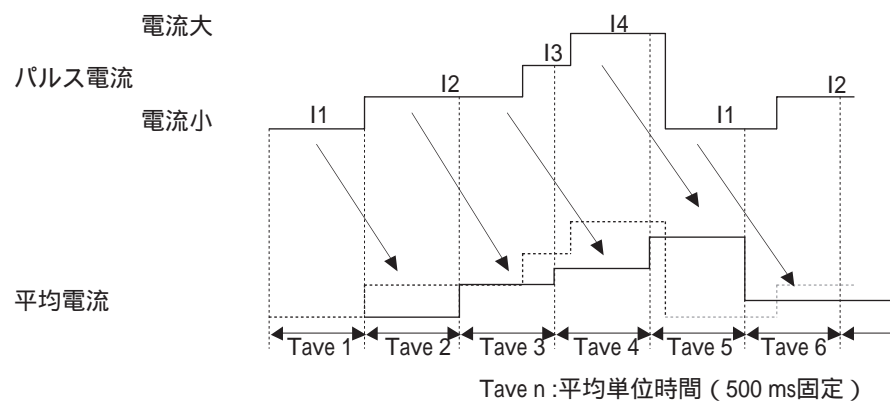 電流大
I4
I3
パルス電流
I2
I2
電流小
I1
I1
平均電流
Tave 1
Tave 2
Tave 3
Tave 4
Tave 5
Tave 6
Tave n :平均単位時間（500 ms固定）